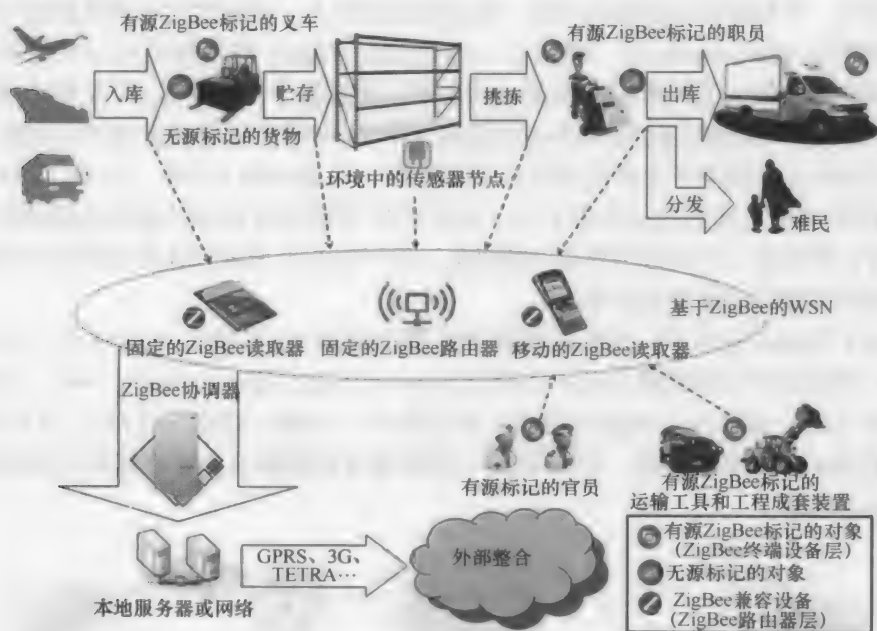 有源ZigBee标记的叉车
有源ZigBee标记的职员
入库
贮存
挑拣
出库
无源标记的货物
环境中的传感器节点
分发
难民
基于ZigBee的WSN
固定的ZigBee读取器
固定的ZigBee路由器
移动的ZigBee读取器
ZigBee协调器
有源标记的官员
有源ZigBee标记的
运输工具和工程成套装置
GPRS、3G、
TETRA…
外部整合
本地服务器或网络
有源ZigBee标记的对象
(ZigBee终端设备层)
无源标记的对象
ZigBee兼容设备
(ZigBee路由器层)